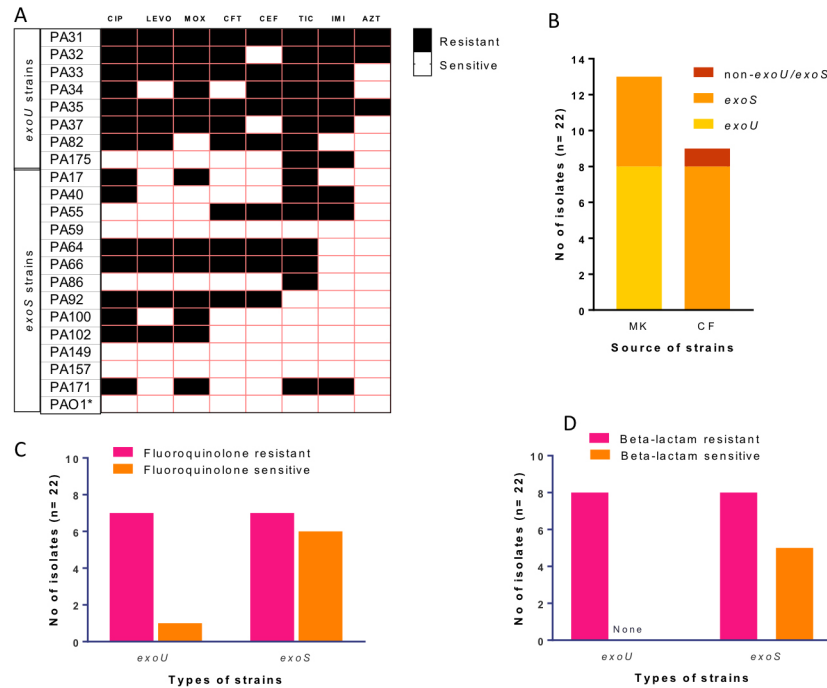 A
CIP LEVO MOX CFT CEF TIC IMI AZT
exoU strains
PA31
PA32
PA33
PA34
PA35
PA37
PA82
PA175
exoS strains
PA17
PA40
PA55
PA59
PA64
PA66
PA86
PA92
PA100
PA102
PA149
PA157
PA171
PAO1*
Resistant
Sensitive
B
No of isolates (n= 22)
14
12
10
8
6
4
2
0
non-exoU/exoS
exoS
exoU
MK CF
Source of strains
C
Fluoroquinolone resistant
Fluoroquinolone sensitive
No of isolates (n= 22)
10
8
6
4
2
0
exoU exoS
Types of strains
D
Beta-lactam resistant
Beta-lactam sensitive
No of isolates (n= 22)
10
8
6
4
2
0
None
exoU exoS
Types of strains